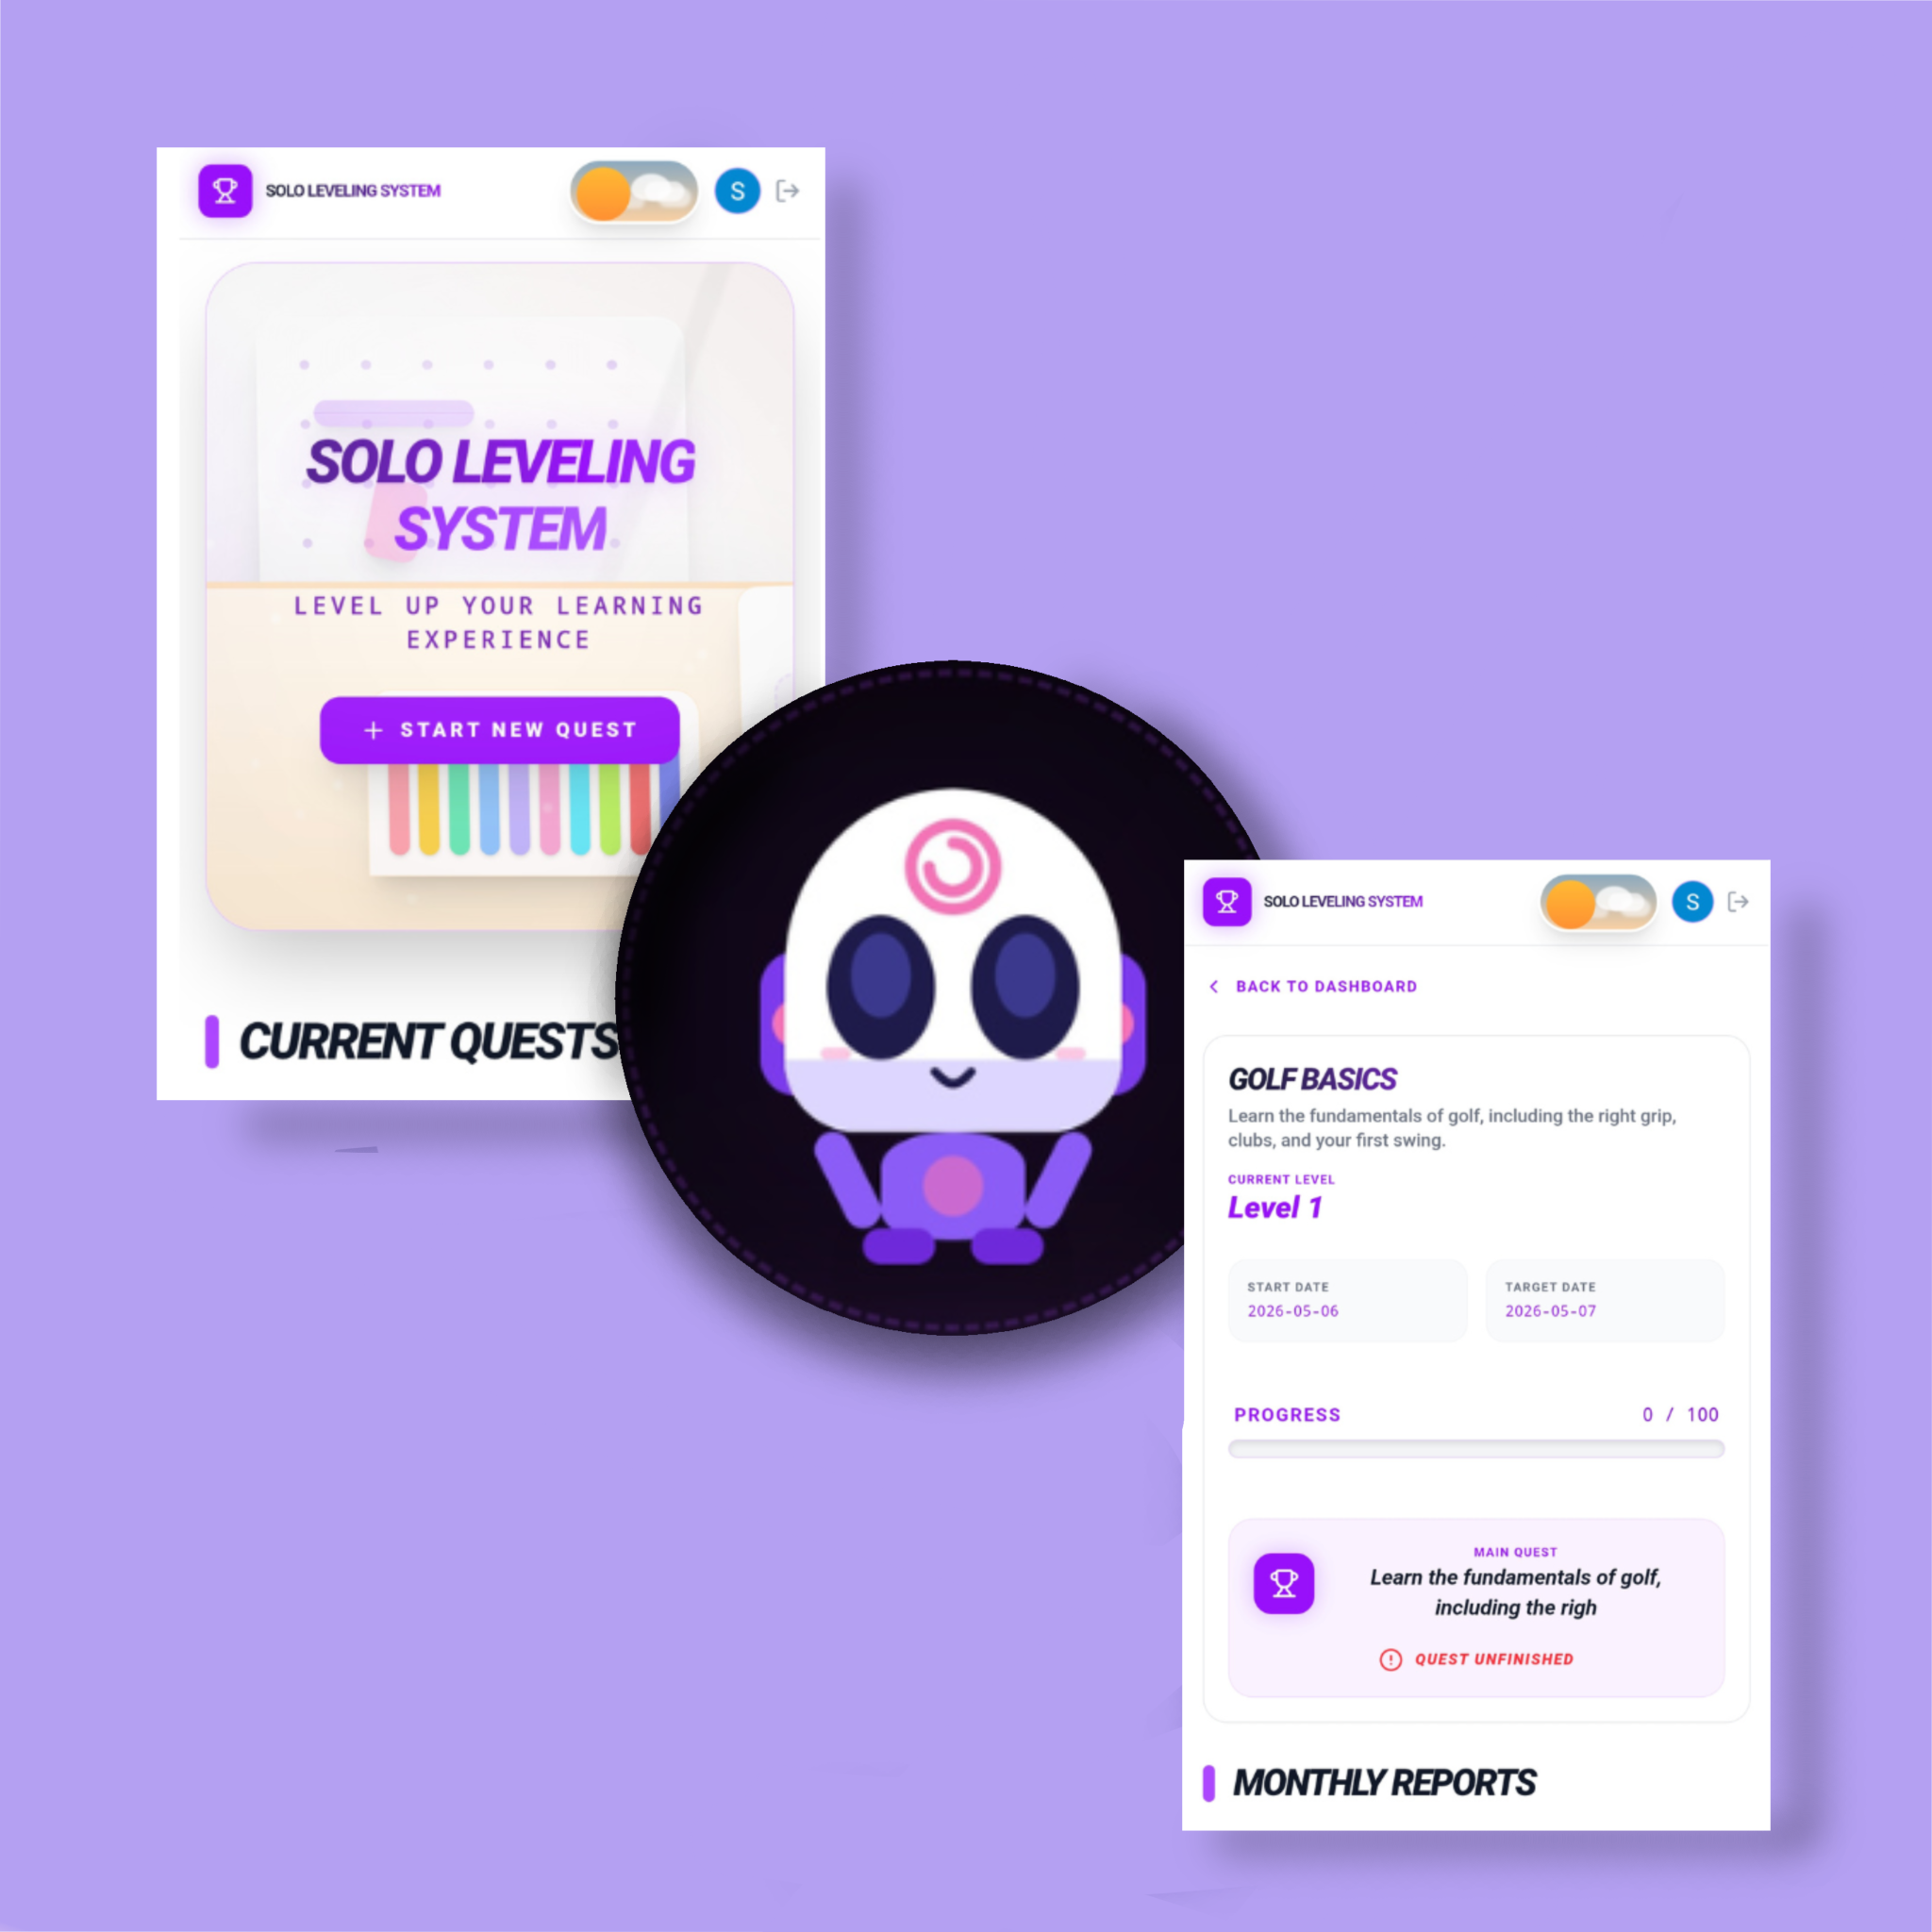 SOLO LEVELING SYSTEM
S
SOLO LEVELING
SYSTEM
LEVEL UP YOUR LEARNING
EXPERIENCE
+ START NEW QUEST
CURRENT QUESTS
SOLO LEVELING SYSTEM
S
BACK TO DASHBOARD
GOLF BASICS
Learn the fundamentals of golf, including the right grip,
clubs, and your first swing.
CURRENT LEVEL
Level 1
START DATE
2026-05-06
TARGET DATE
2026-05-07
PROGRESS
0 / 100
MAIN QUEST
Learn the fundamentals of golf,
including the righ
QUEST UNFINISHED
MONTHLY REPORTS